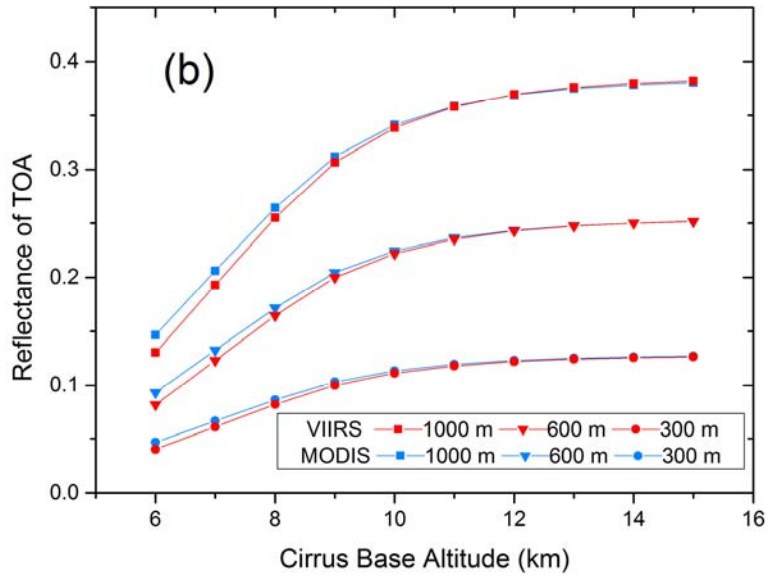 (b)
Reflectance of TOA
0.4
0.3
0.2
0.1
0.0
VIIRS 1000 m 600 m 300 m
MODIS 1000 m 600 m 300 m
6 8 10 12 14 16
Cirrus Base Altitude (km)